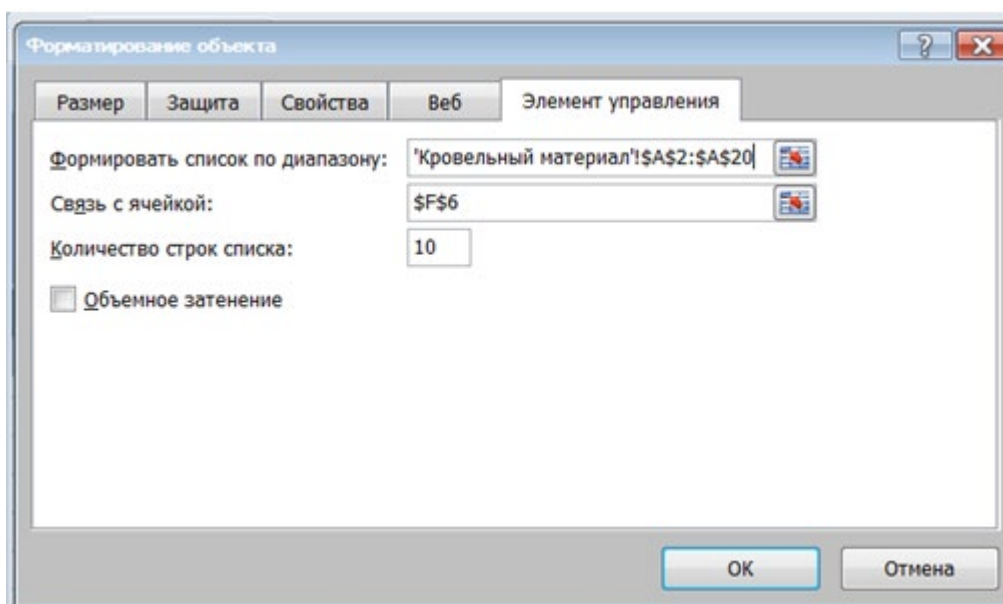 Форматирование объекта
Размер Защита Свойства Веб Элемент управления
Формировать список по диапазону: 'Кровельный материал'!$A$2:$A$20
Связь с ячейкой: $F$6
Количество строк списка: 10
Объемное затенение
ОК Отмена